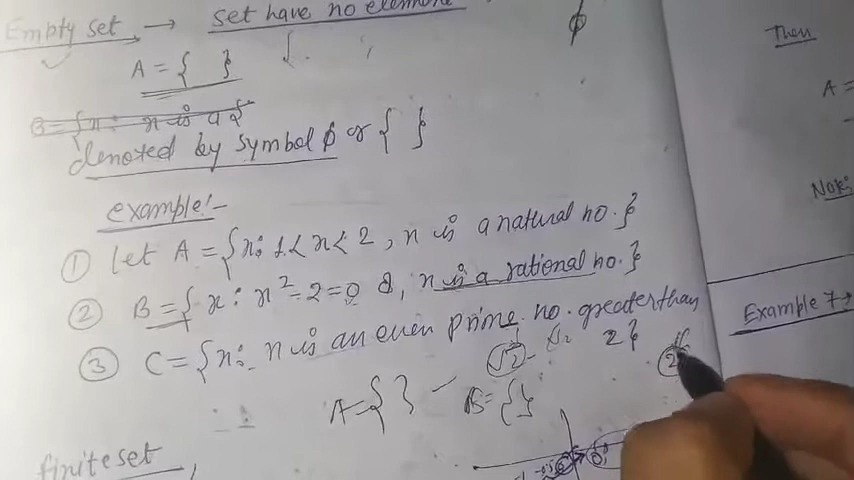 Empty set → set have no element
ϕ
A = { }
B = {x: x is a {
denoted by symbol ϕ or { }
example:-
① let A = {x: 1 < x < 2, x is a natural no.}
② B = { x : x² - 2 = 0 &, x is a rational no.}
③ C = {x: x is an even prime no. greater than 2}
√2
A = { } B = { }
finite set
Then
A =
Note:
Example 7 →